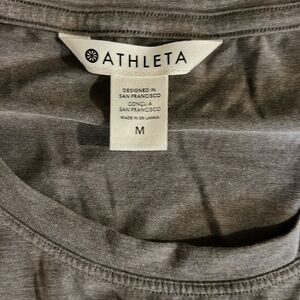 ATHLETA
DESIGNED IN
SAN FRANCISCO
CONÇU À
SAN FRANCISCO
MADE IN SRI LANKA
M